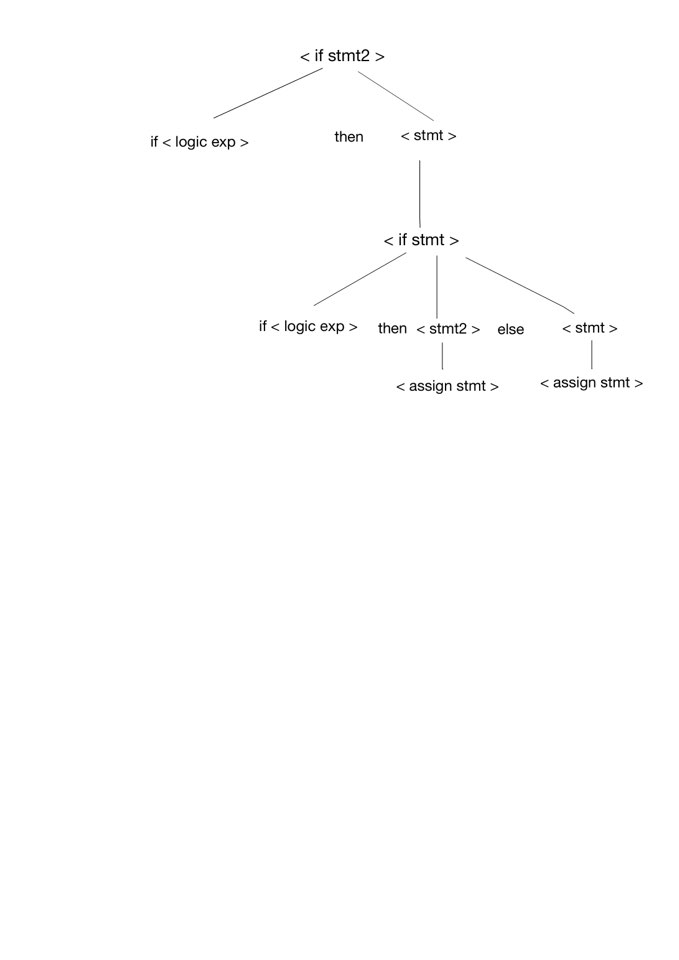 < if stmt2 >
if < logic exp > then < stmt >
< if stmt >
if < logic exp > then < stmt2 > else < stmt >
< assign stmt > < assign stmt >